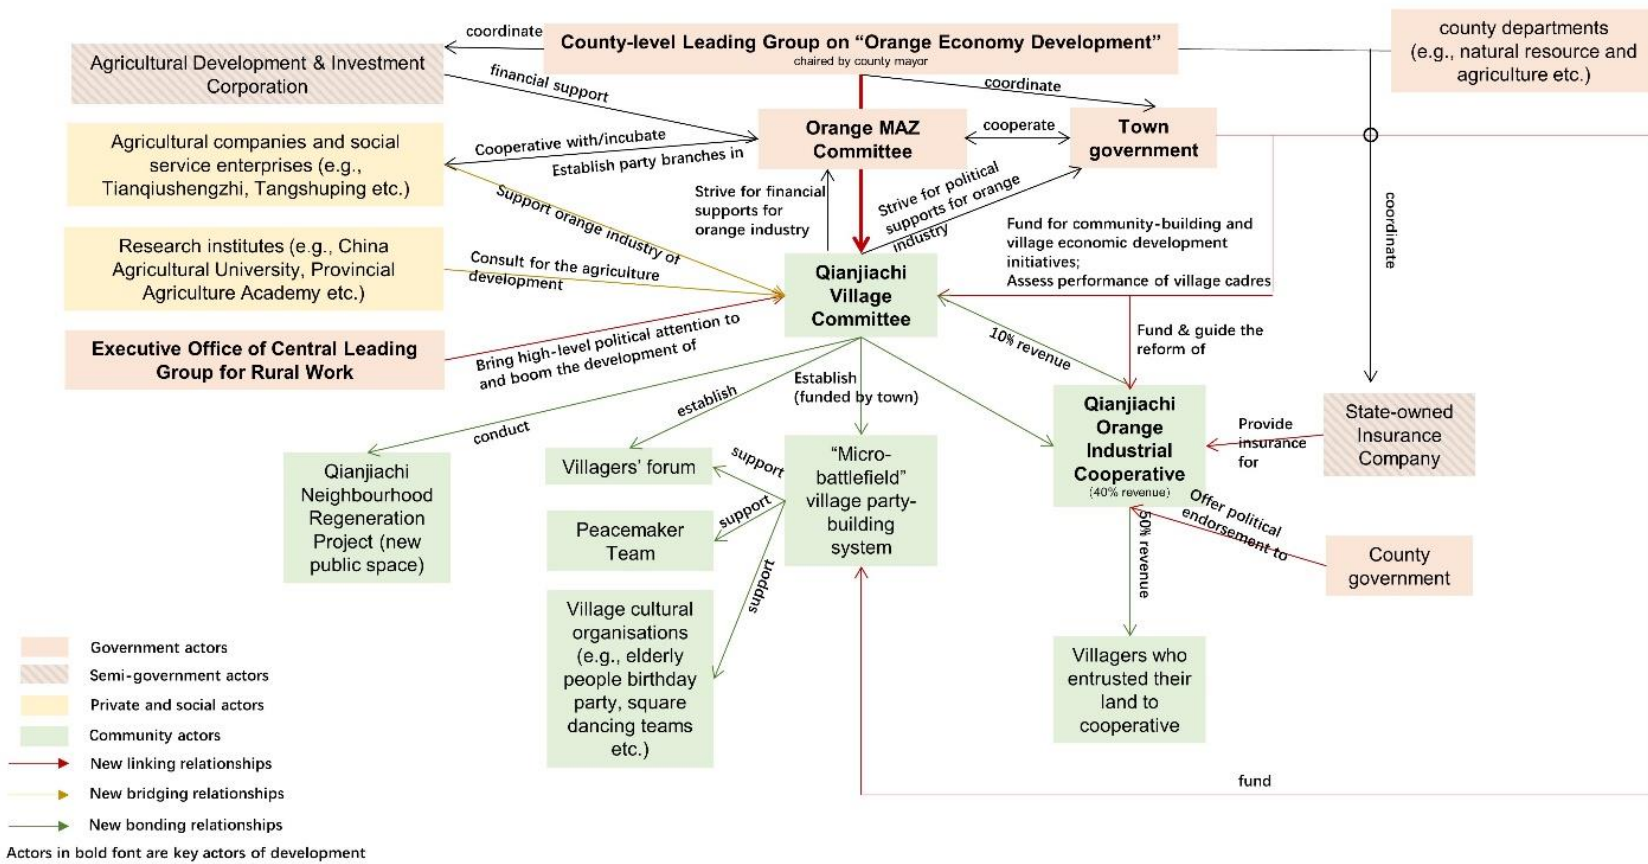 coordinate
County-level Leading Group on “Orange Economy Development”
chaired by county mayor
county departments
(e.g., natural resource and
agriculture etc.)
Agricultural Development & Investment
Corporation
financial support
coordinate
Orange MAZ
Committee
cooperate
Town
government
Agricultural companies and social
service enterprises (e.g.,
Tianqiushengzhi, Tangshuping etc.)
Cooperative with/incubate
Establish party branches in
Strive for financial
supports for
orange industry
Strive for political
supports for orange
industry
Fund for community-building and
village economic development
initiatives;
Assess performance of village cadres
coordinate
Support orange industry of
Research institutes (e.g., China
Agricultural University, Provincial
Agriculture Academy etc.)
Consult for the agriculture
development
Qianjiachi
Village
Committee
Executive Office of Central Leading
Group for Rural Work
Bring high-level political attention to
and boom the development of
10% revenue
Fund & guide the
reform of
conduct
establish
Establish
(funded by town)
Qianjiachi
Orange
Industrial
Cooperative
(40% revenue)
Provide
insurance
for
State-owned
Insurance
Company
Qianjiachi
Neighbourhood
Regeneration
Project (new
public space)
Villagers’ forum
support
“Micro-
battlefield”
village party-
building
system
Peacemaker
Team
support
support
Offer political
endorsement to
County
government
50% revenue
Village cultural
organisations
(e.g., elderly
people birthday
party, square
dancing teams
etc.)
Villagers who
entrusted their
land to
cooperative
fund
Government actors
Semi-government actors
Private and social actors
Community actors
New linking relationships
New bridging relationships
New bonding relationships
Actors in bold font are key actors of development